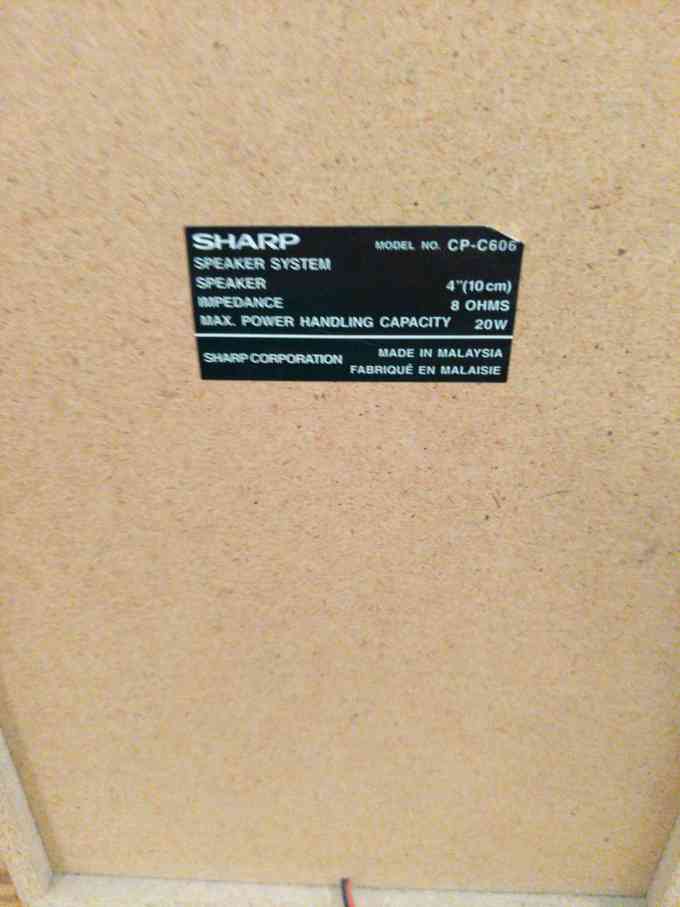 SHARP MODEL NO. CP-C606
SPEAKER SYSTEM
SPEAKER 4"(10cm)
IMPEDANCE 8 OHMS
MAX. POWER HANDLING CAPACITY 20W
SHARP CORPORATION MADE IN MALAYSIA
FABRIQUÉ EN MALAISIE